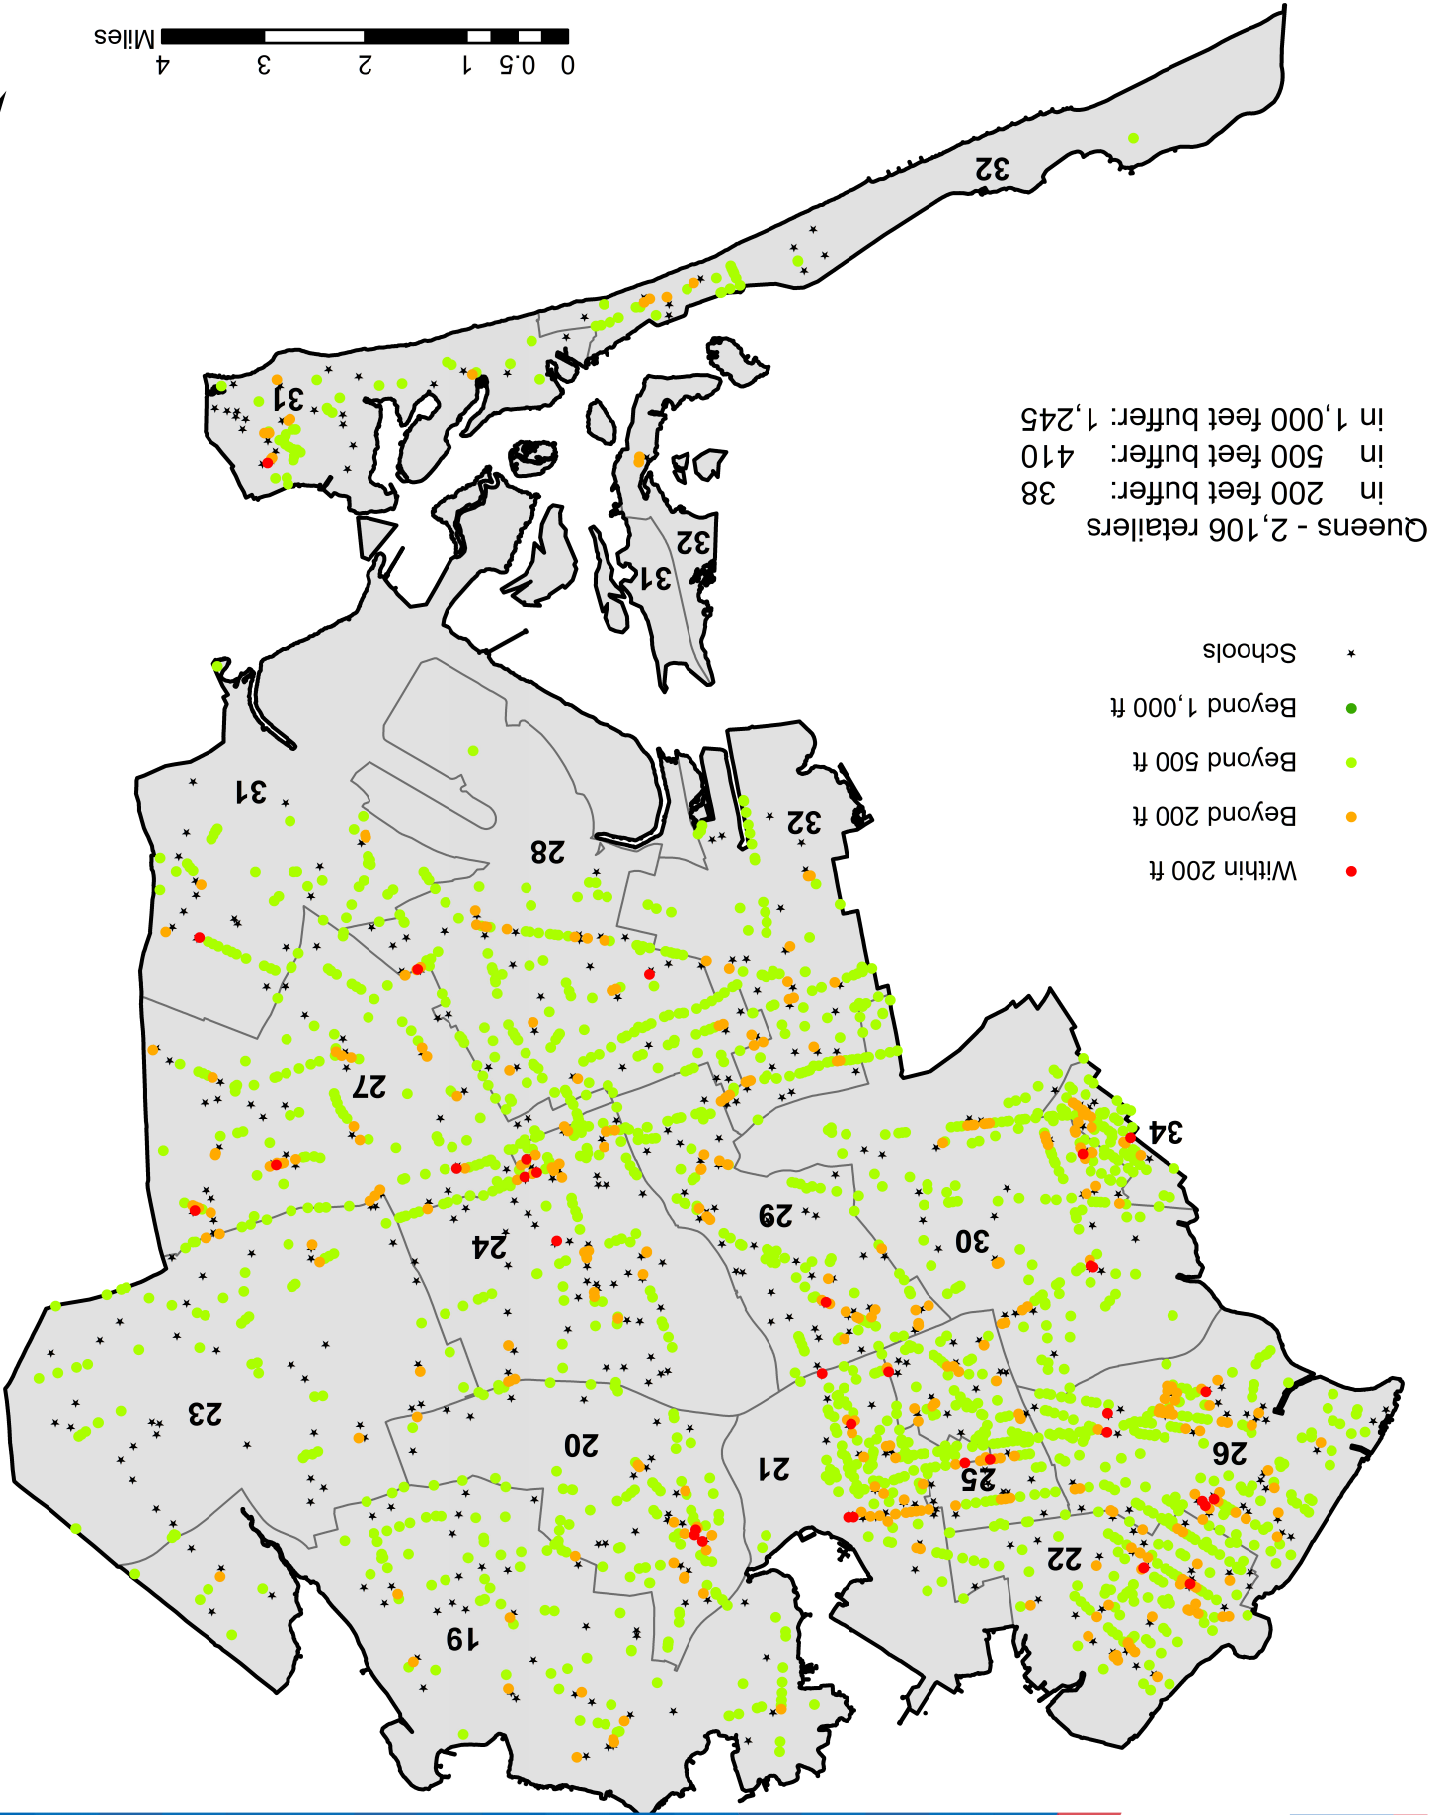 19
22
25
21
26
20
23
30
24
29
34
27
28
32
31
Within 200 ft
Beyond 200 ft
Beyond 500 ft
Beyond 1,000 ft
Schools
31
32
Queens - 2,106 retailers
in 200 feet buffer: 38
in 500 feet buffer: 410
in 1,000 feet buffer: 1,245
31
32
0 0.5 1 2 3 4
Miles